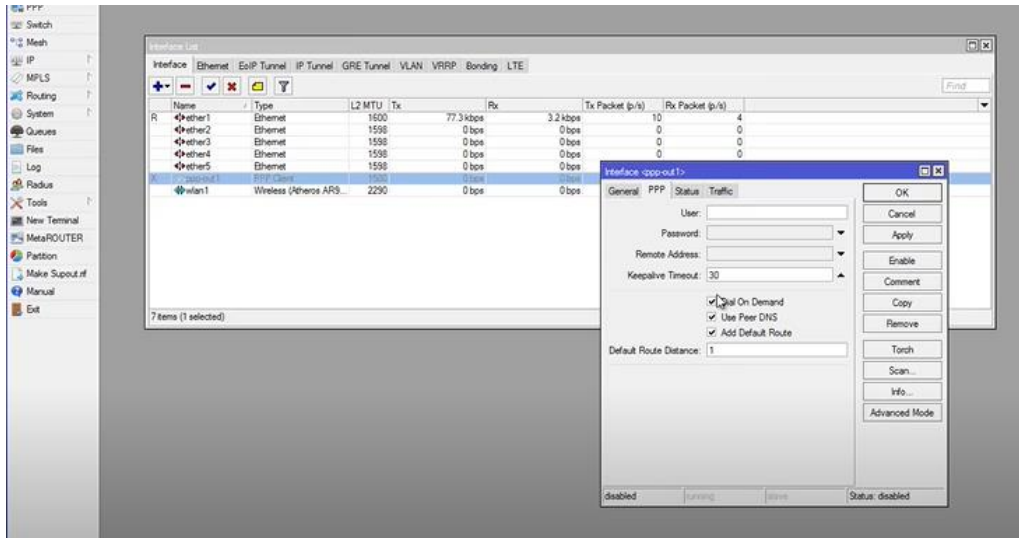 PPP
Switch
Mesh
IP
MPLS
Routing
System
Queues
Files
Log
Radius
Tools
New Terminal
MetaROUTER
Partition
Make Supout.rif
Manual
Exit
Interface List
Interface Ethernet EoIP Tunnel IP Tunnel GRE Tunnel VLAN VRRP Bonding LTE
Find
Name / Type L2 MTU Tx Rx Tx Packet (p/s) Rx Packet (p/s)
R ether1 Ethernet 1600 77.3 kbps 3.2 kbps 10 4
ether2 Ethernet 1598 0 bps 0 bps 0 0
ether3 Ethernet 1598 0 bps 0 bps 0 0
ether4 Ethernet 1598 0 bps 0 bps 0 0
ether5 Ethernet 1598 0 bps 0 bps
X ppp-out1 PPP Client 0 bps 0 bps
wlan1 Wireless (Atheros AR9... 2290 0 bps 0 bps
7 items (1 selected)
Interface <ppp-out1>
General PPP Status Traffic
User:
Password:
Remote Address:
Keepalive Timeout: 30
Dial On Demand
Use Peer DNS
Add Default Route
Default Route Distance: 1
OK
Cancel
Apply
Enable
Comment
Copy
Remove
Torch
Scan...
Info...
Advanced Mode
disabled running slave Status: disabled